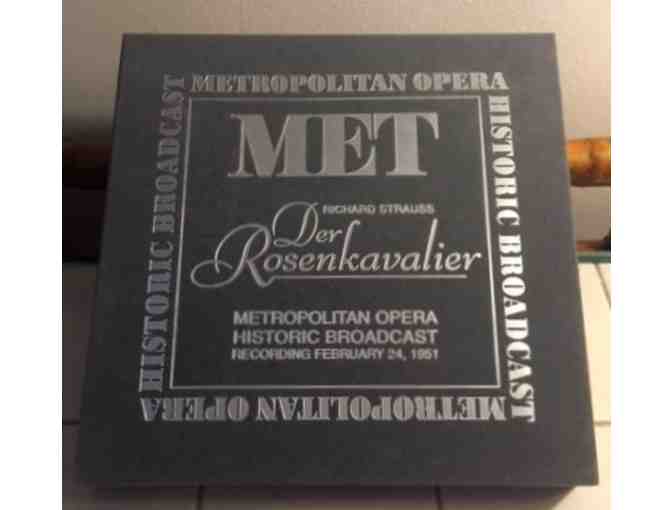 METROPOLITAN OPERA
HISTORIC BROADCAST
METROPOLITAN OPERA
HISTORIC BROADCAST
MET
RICHARD STRAUSS
Der
Rosenkavalier
METROPOLITAN OPERA
HISTORIC BROADCAST
RECORDING FEBRUARY 24, 1951